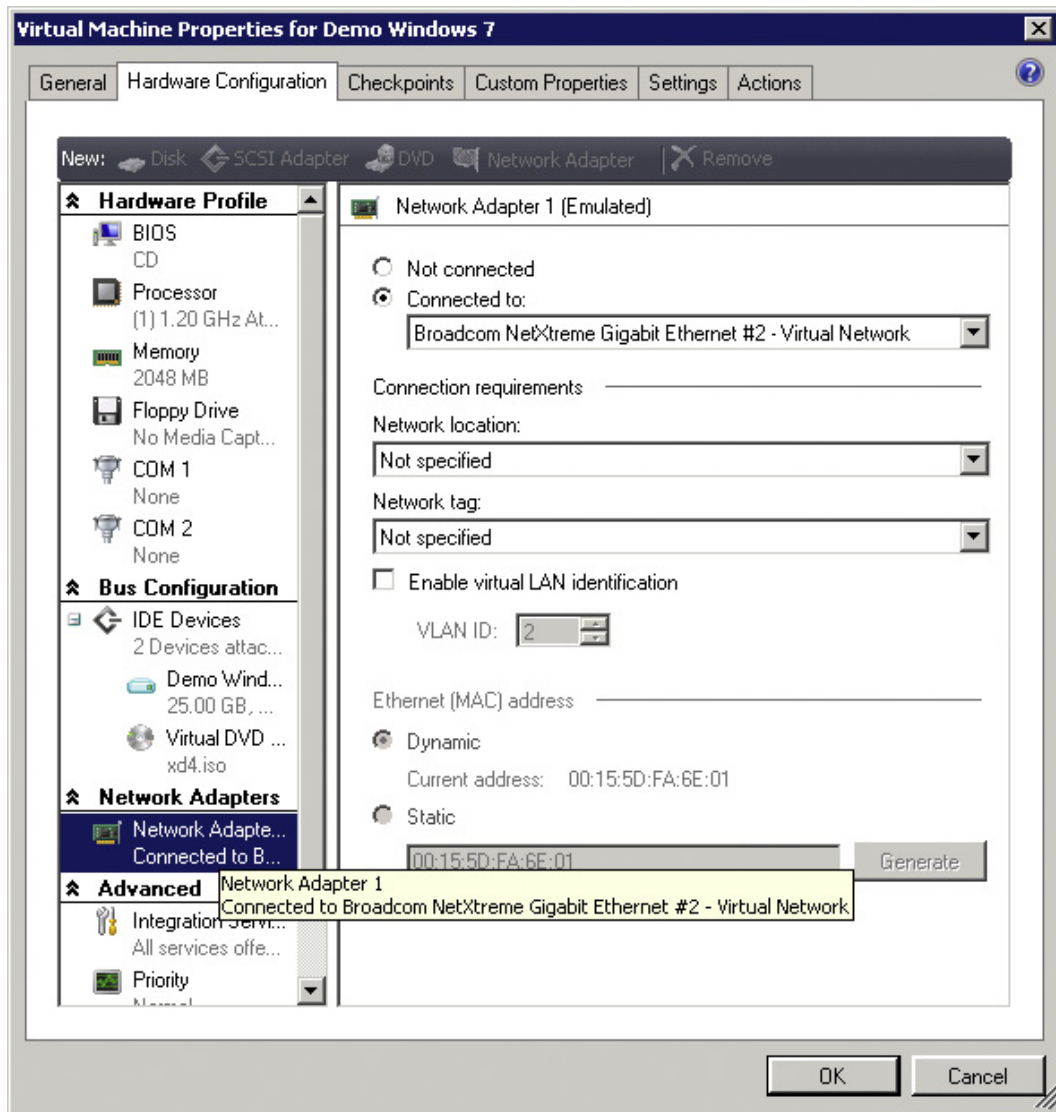 Virtual Machine Properties for Demo Windows 7
General Hardware Configuration Checkpoints Custom Properties Settings Actions
New: Disk SCSI Adapter DVD Network Adapter Remove
Hardware Profile
BIOS
CD
Processor
(1) 1.20 GHz At...
Memory
2048 MB
Floppy Drive
No Media Capt...
COM 1
None
COM 2
None
Bus Configuration
IDE Devices
2 Devices attac...
Demo Wind...
25.00 GB, ...
Virtual DVD ...
xd4.iso
Network Adapters
Network Adapte...
Connected to B...
Advanced
Integration Servi...
All services offe...
Priority
Normal
Network Adapter 1 (Emulated)
Not connected
Connected to:
Broadcom NetXtreme Gigabit Ethernet #2 - Virtual Network
Connection requirements
Network location:
Not specified
Network tag:
Not specified
Enable virtual LAN identification
VLAN ID: 2
Ethernet (MAC) address
Dynamic
Current address: 00:15:5D:FA:6E:01
Static
00:15:5D:FA:6E:01 Generate
Network Adapter 1
Connected to Broadcom NetXtreme Gigabit Ethernet #2 - Virtual Network
OK Cancel